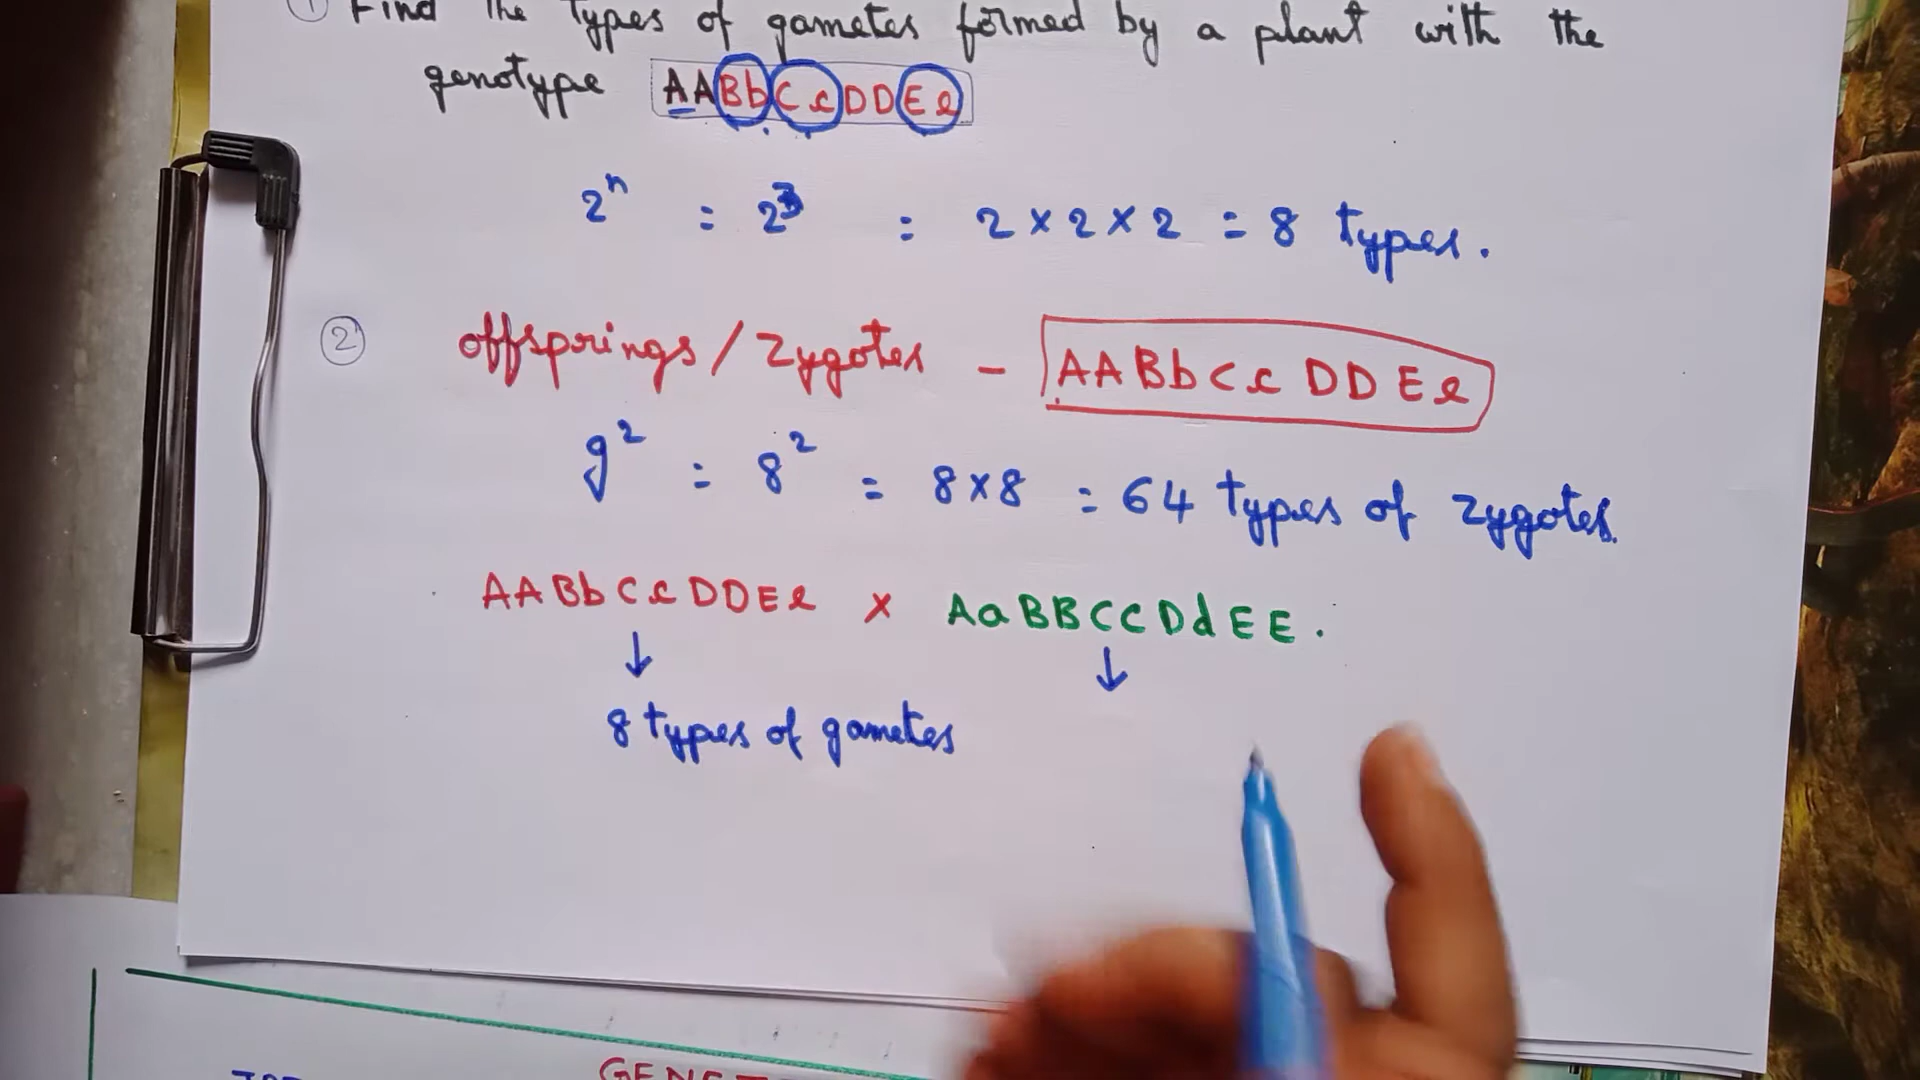 ① Find the types of gametes formed by a plant with the
genotype AABbCcDDEe
2ⁿ = 2³ = 2 × 2 × 2 = 8 types.
② offsprings / zygotes - AABbCcDDEe
g² = 8² = 8×8 = 64 types of zygotes.
AABbCcDDEe × AaBBCCDdEE.
↓ ↓
8 types of gametes